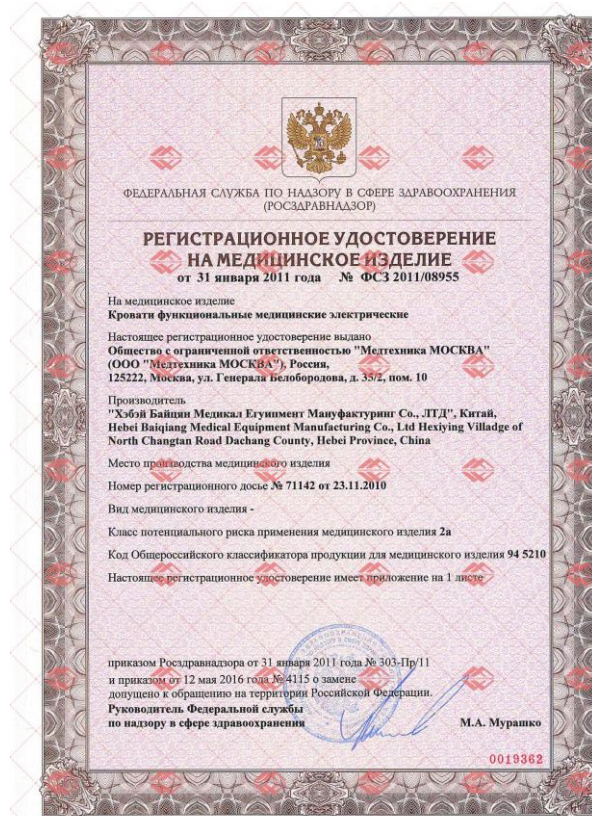 ФЕДЕРАЛЬНАЯ СЛУЖБА ПО НАДЗОРУ В СФЕРЕ ЗДРАВООХРАНЕНИЯ
(РОСЗДРАВНАДЗОР)
РЕГИСТРАЦИОННОЕ УДОСТОВЕРЕНИЕ
НА МЕДИЦИНСКОЕ ИЗДЕЛИЕ
от 31 января 2011 года № ФСЗ 2011/08955
На медицинское изделие
Кровати функциональные медицинские электрические
Настоящее регистрационное удостоверение выдано
Общество с ограниченной ответственностью "Медтехника МОСКВА"
(ООО "Медтехника МОСКВА"), Россия,
125222, Москва, ул. Генерала Белобородова, д. 35/2, пом. 10
Производитель
"Хэбэй Байцян Медикал Егуипмент Мануфактуринг Со., ЛТД", Китай,
Hebei Baiqiang Medical Equipment Manufacturing Co., Ltd Hexiying Villadge of
North Changtan Road Dachang County, Hebei Province, China
Место производства медицинского изделия
Номер регистрационного досье № 71142 от 23.11.2010
Вид медицинского изделия -
Класс потенциального риска применения медицинского изделия 2а
Код Общероссийского классификатора продукции для медицинского изделия 94 5210
Настоящее регистрационное удостоверение имеет приложение на 1 листе
приказом Росздравнадзора от 31 января 2011 года № 303-Пр/11
и приказом от 12 мая 2016 года № 4115 о замене
допущено к обращению на территории Российской Федерации.
Руководитель Федеральной службы
по надзору в сфере здравоохранения
М.А. Мурашко
0019362